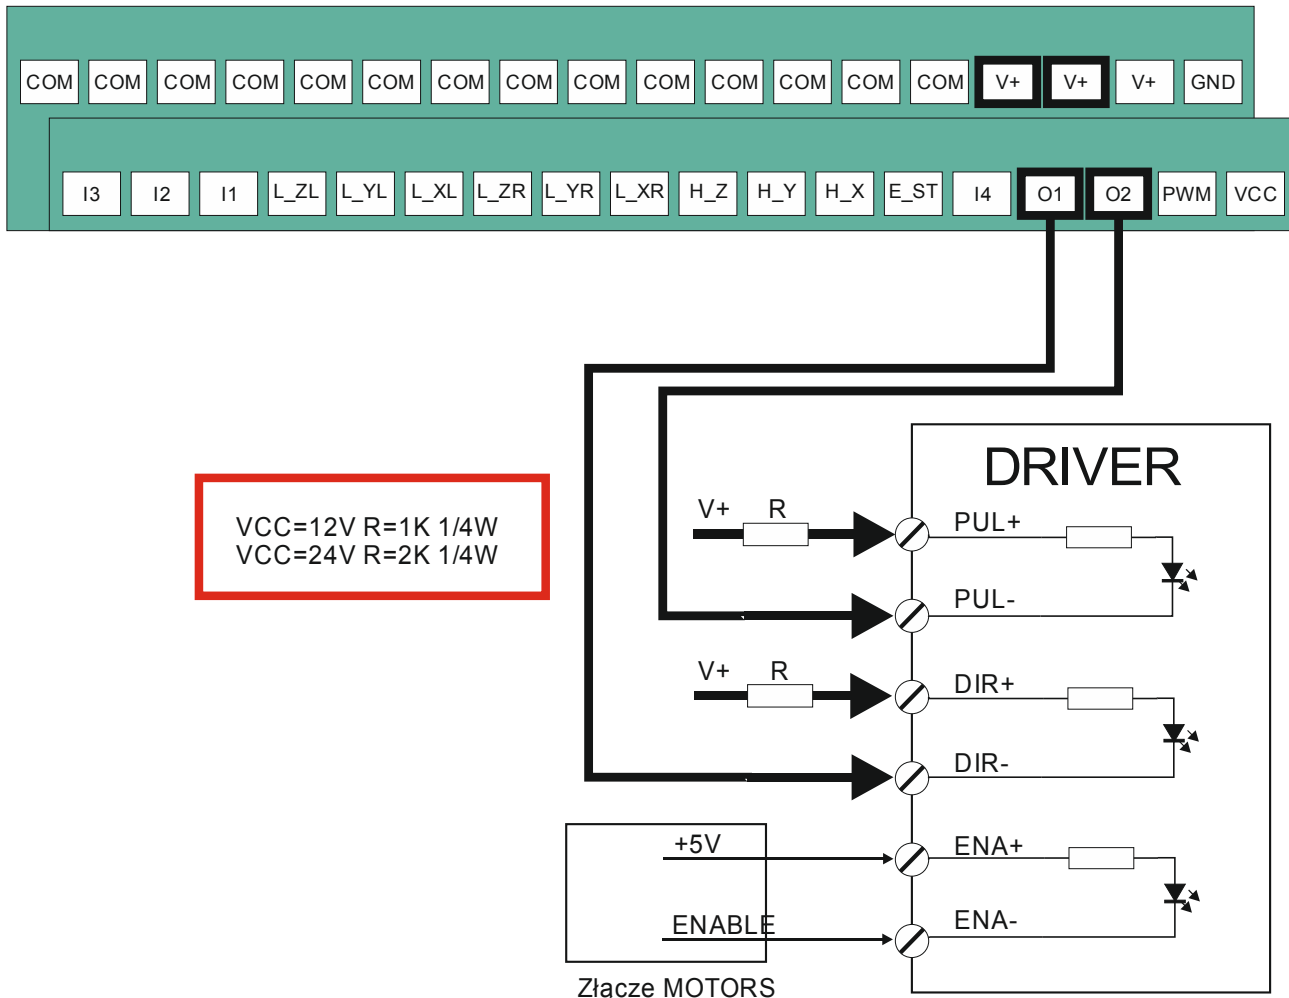 COM COM COM COM COM COM COM COM COM COM COM COM COM COM V+ V+ V+ GND
I3 I2 I1 L_ZL L_YL L_XL L_ZR L_YR L_XR H_Z H_Y H_X E_ST I4 O1 O2 PWM VCC
DRIVER
VCC=12V R=1K 1/4W
VCC=24V R=2K 1/4W
V+ R PUL+
PUL-
V+ R DIR+
DIR-
+5V ENA+
ENABLE ENA-
Złącze MOTORS